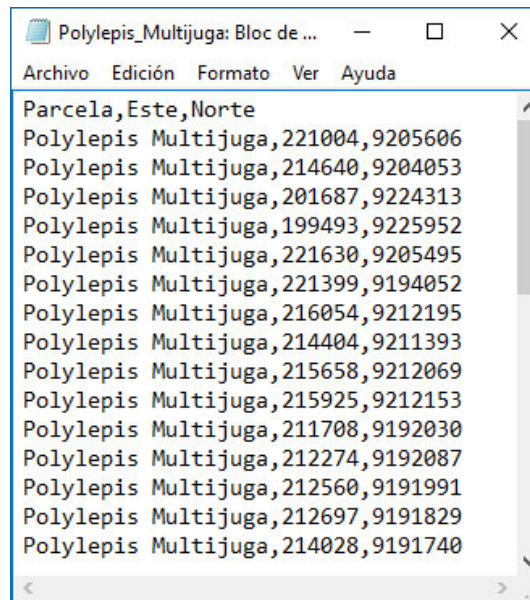 Polylepis_Multijuga: Bloc de ...
Archivo Edición Formato Ver Ayuda
Parcela,Este,Norte
Polylepis Multijuga,221004,9205606
Polylepis Multijuga,214640,9204053
Polylepis Multijuga,201687,9224313
Polylepis Multijuga,199493,9225952
Polylepis Multijuga,221630,9205495
Polylepis Multijuga,221399,9194052
Polylepis Multijuga,216054,9212195
Polylepis Multijuga,214404,9211393
Polylepis Multijuga,215658,9212069
Polylepis Multijuga,215925,9212153
Polylepis Multijuga,211708,9192030
Polylepis Multijuga,212274,9192087
Polylepis Multijuga,212560,9191991
Polylepis Multijuga,212697,9191829
Polylepis Multijuga,214028,9191740